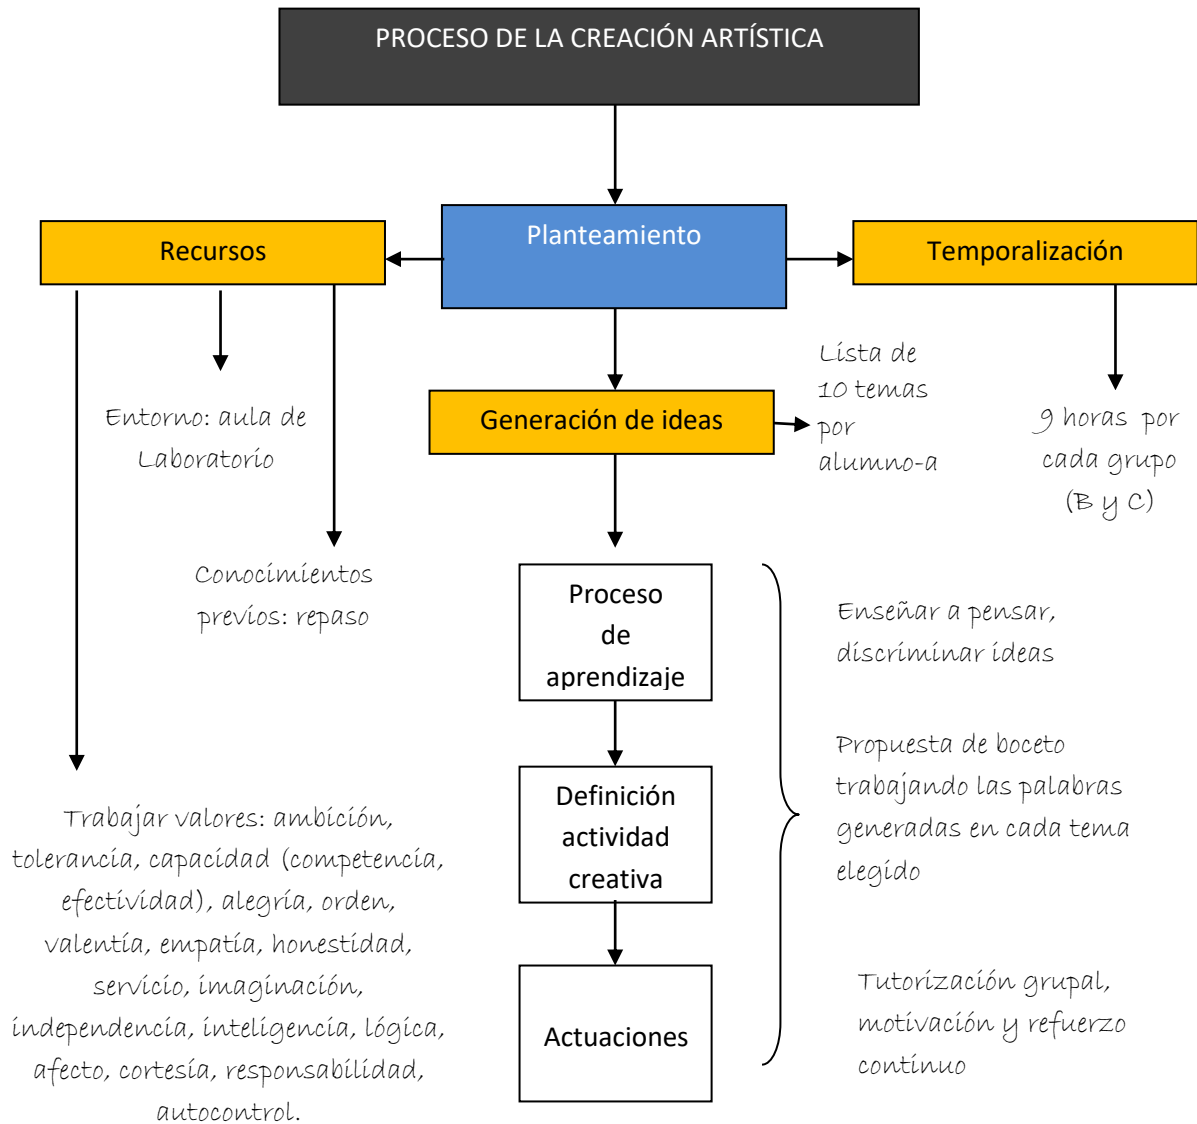 PROCESO DE LA CREACIÓN ARTÍSTICA
Planteamiento
Recursos
Temporalización
Entorno: aula de
Laboratorio
Conocimientos
previos: repaso
Trabajar valores: ambición,
tolerancia, capacidad (competencia,
efectividad), alegría, orden,
valentía, empatía, honestidad,
servicio, imaginación,
independencia, inteligencia, lógica,
afecto, cortesía, responsabilidad,
autocontrol.
Generación de ideas
Lista de
10 temas
por
alumno-a
9 horas por
cada grupo
(B y C)
Proceso
de
aprendizaje
Definición
actividad
creativa
Actuaciones
Enseñar a pensar,
discriminar ideas
Propuesta de boceto
trabajando las palabras
generadas en cada tema
elegido
Tutorización grupal,
motivación y refuerzo
continuo